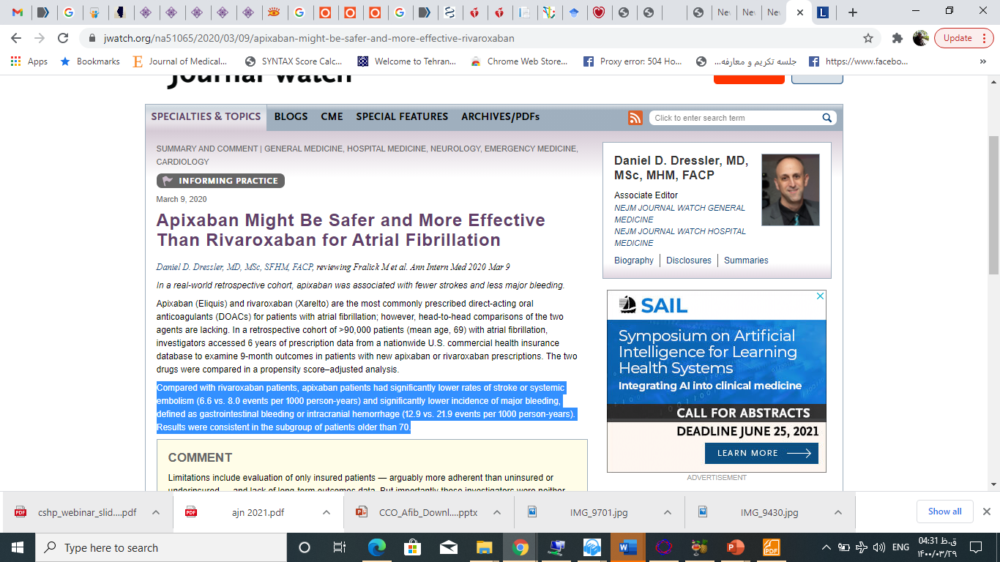 jwatch.org/na51065/2020/03/09/apixaban-might-be-safer-and-more-effective-rivaroxaban
Update
Apps
Bookmarks
Journal of Medical...
SYNTAX Score Calc...
Welcome to Tehran...
Chrome Web Store...
Proxy error: 504 Ho...
جلسه تکریم و معارفه...
https://www.facebo...
»
Journal Watch
SPECIALTIES & TOPICS BLOGS CME SPECIAL FEATURES ARCHIVES/PDFs
Click to enter search term
SUMMARY AND COMMENT | GENERAL MEDICINE, HOSPITAL MEDICINE, NEUROLOGY, EMERGENCY MEDICINE,
CARDIOLOGY
INFORMING PRACTICE
March 9, 2020
Apixaban Might Be Safer and More Effective
Than Rivaroxaban for Atrial Fibrillation
Daniel D. Dressler, MD, MSc, SFHM, FACP, reviewing Fralick M et al. Ann Intern Med 2020 Mar 9
In a real-world retrospective cohort, apixaban was associated with fewer strokes and less major bleeding.
Apixaban (Eliquis) and rivaroxaban (Xarelto) are the most commonly prescribed direct-acting oral
anticoagulants (DOACs) for patients with atrial fibrillation; however, head-to-head comparisons of the two
agents are lacking. In a retrospective cohort of >90,000 patients (mean age, 69) with atrial fibrillation,
investigators accessed 6 years of prescription data from a nationwide U.S. commercial health insurance
database to examine 9-month outcomes in patients with new apixaban or rivaroxaban prescriptions. The two
drugs were compared in a propensity score–adjusted analysis.
Compared with rivaroxaban patients, apixaban patients had significantly lower rates of stroke or systemic
embolism (6.6 vs. 8.0 events per 1000 person-years) and significantly lower incidence of major bleeding,
defined as gastrointestinal bleeding or intracranial hemorrhage (12.9 vs. 21.9 events per 1000 person-years).
Results were consistent in the subgroup of patients older than 70.
COMMENT
Limitations include evaluation of only insured patients — arguably more adherent than uninsured or
underinsured — and lack of long-term outcomes data. But importantly these investigators were neither
Daniel D. Dressler, MD,
MSc, MHM, FACP
Associate Editor
NEJM JOURNAL WATCH GENERAL
MEDICINE
NEJM JOURNAL WATCH HOSPITAL
MEDICINE
Biography Disclosures Summaries
SAIL
Symposium on Artificial
Intelligence for Learning
Health Systems
Integrating AI into clinical medicine
CALL FOR ABSTRACTS
DEADLINE JUNE 25, 2021
LEARN MORE
ADVERTISEMENT
cshp_webinar_slid....pdf
ajn 2021.pdf
CCO_Afib_Downl....pptx
IMG_9701.jpg
IMG_9430.jpg
Show all
Type here to search
ENG
04:31 ق.ظ
۱۴۰۰/۰۳/۲۹